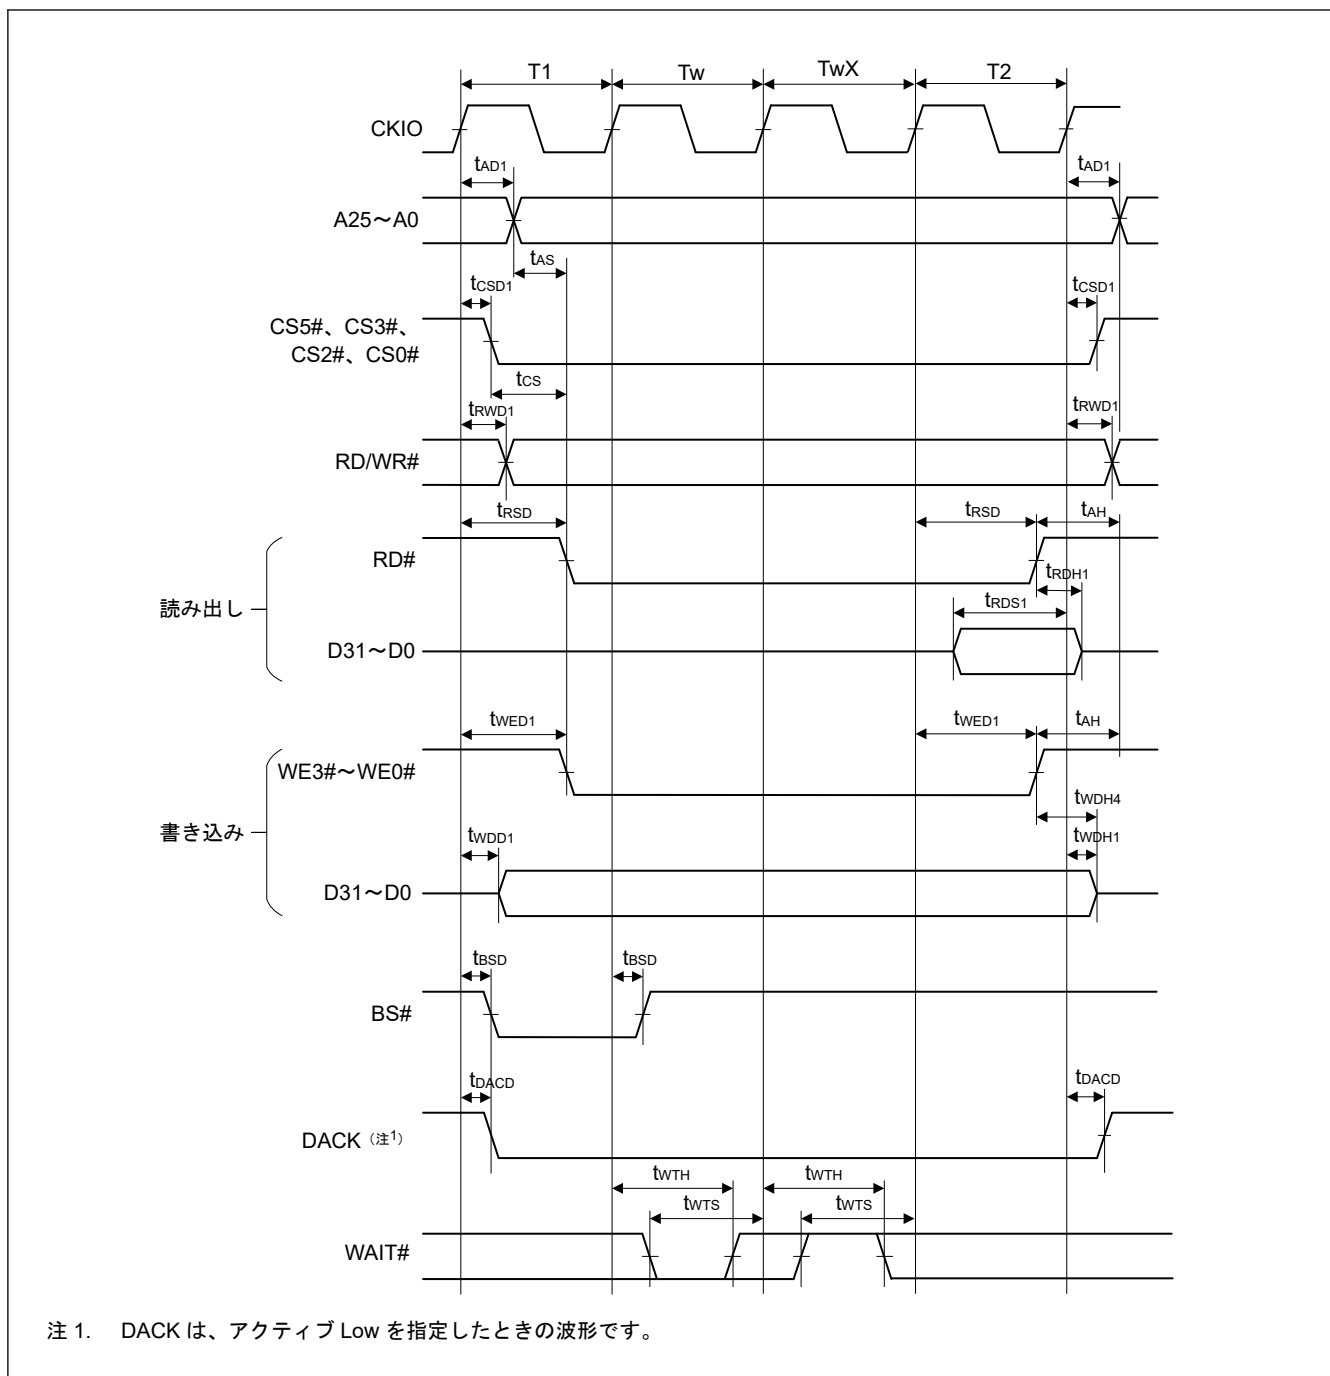 T1 Tw TwX T2
CKIO
tAD1 tAD1
A25～A0
tAS
tCSD1 tCSD1
CS5#、CS3#、
CS2#、CS0#
tCS
tRWD1 tRWD1
RD/WR#
tRSD tRSD tAH
RD#
tRDH1
読み出し
tRDS1
D31～D0
tWED1 tWED1 tAH
WE3#～WE0#
tWDH4
書き込み
tWDD1 tWDH1
D31～D0
tBSD tBSD
BS#
tDACD tDACD
DACK（注1）
tWTH tWTH
tWTS tWTS
WAIT#
注 1. DACK は、アクティブ Low を指定したときの波形です。